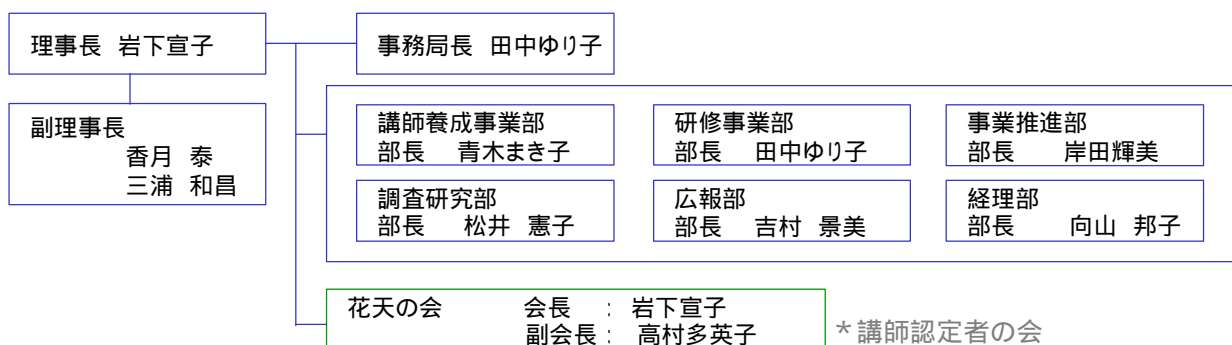 理事長 岩下宣子
事務局長 田中ゆり子
副理事長
香月 泰
三浦 和昌
講師養成事業部
部長 青木まき子
研修事業部
部長 田中ゆり子
事業推進部
部長 岸田輝美
調査研究部
部長 松井 憲子
広報部
部長 吉村 景美
経理部
部長 向山 邦子
花天の会 会長 : 岩下宣子
副会長: 高村多英子
*講師認定者の会